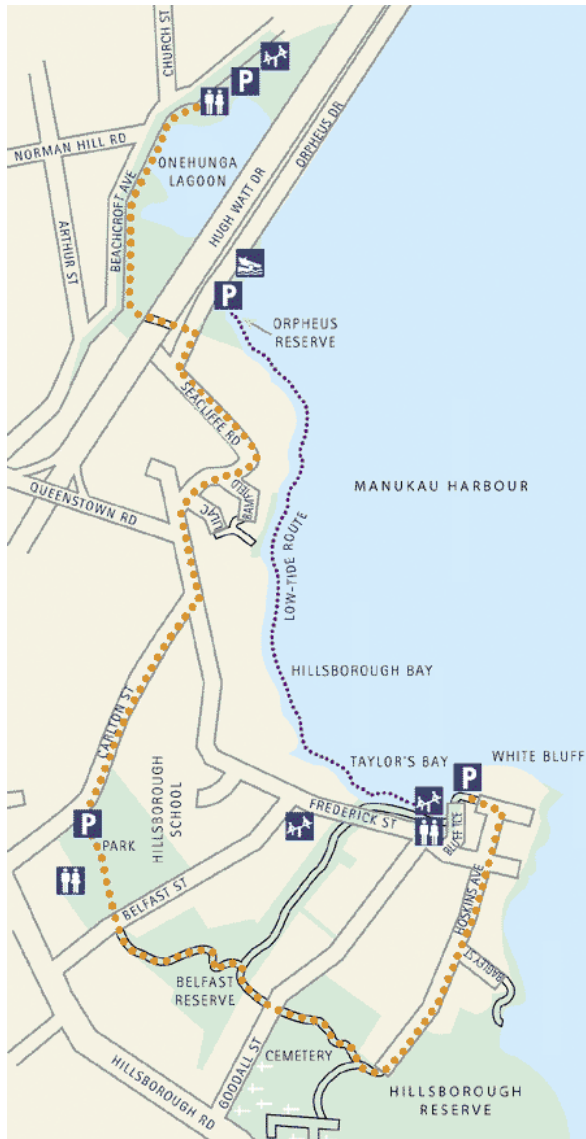 CHURCH ST
P
NORMAN HILL RD
ONEHUNGA
LAGOON
ORPHEUS DR
HUGH WATT DR
BEACHCROFT AVE
ARTHUR ST
P
ORPHEUS
RESERVE
SEACLIFFE RD
QUEENSTOWN RD
BAMFIELD
LILAC
MANUKAU HARBOUR
LOW-TIDE ROUTE
HILLSBOROUGH BAY
CARLTON ST
TAYLOR'S BAY
WHITE BLUFF
P
HILLSBOROUGH
SCHOOL
P
PARK
FREDERICK ST
BLUFF TCE
BELFAST ST
HOSKINS AVE
BAGLEY ST
BELFAST
RESERVE
GOODALL ST
CEMETERY
HILLSBOROUGH RD
HILLSBOROUGH
RESERVE